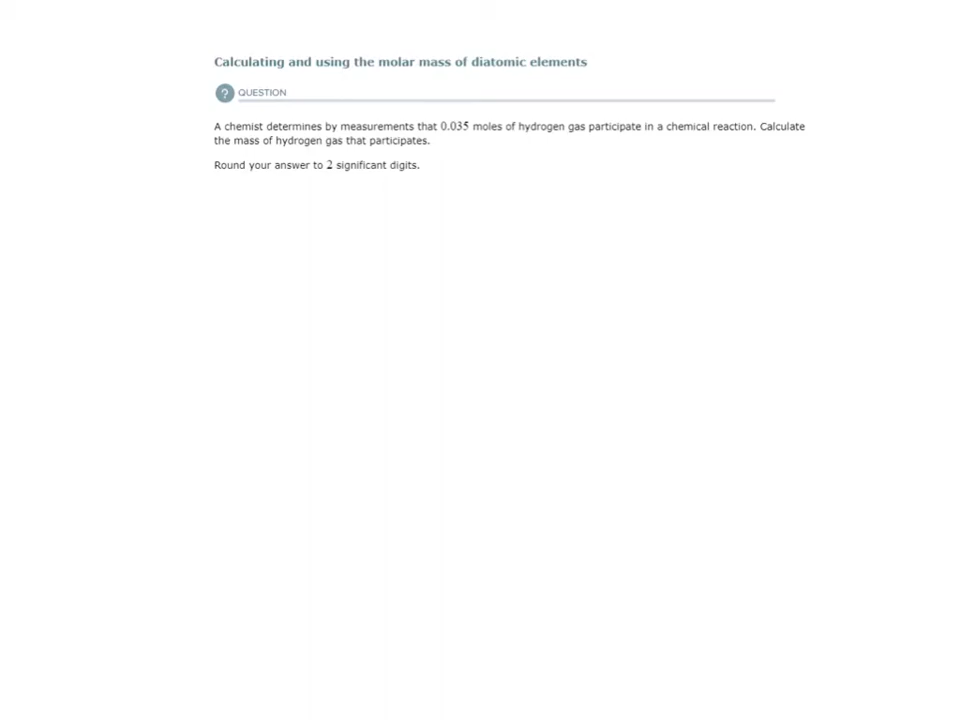 Calculating and using the molar mass of diatomic elements
? QUESTION
A chemist determines by measurements that 0.035 moles of hydrogen gas participate in a chemical reaction. Calculate
the mass of hydrogen gas that participates.
Round your answer to 2 significant digits.